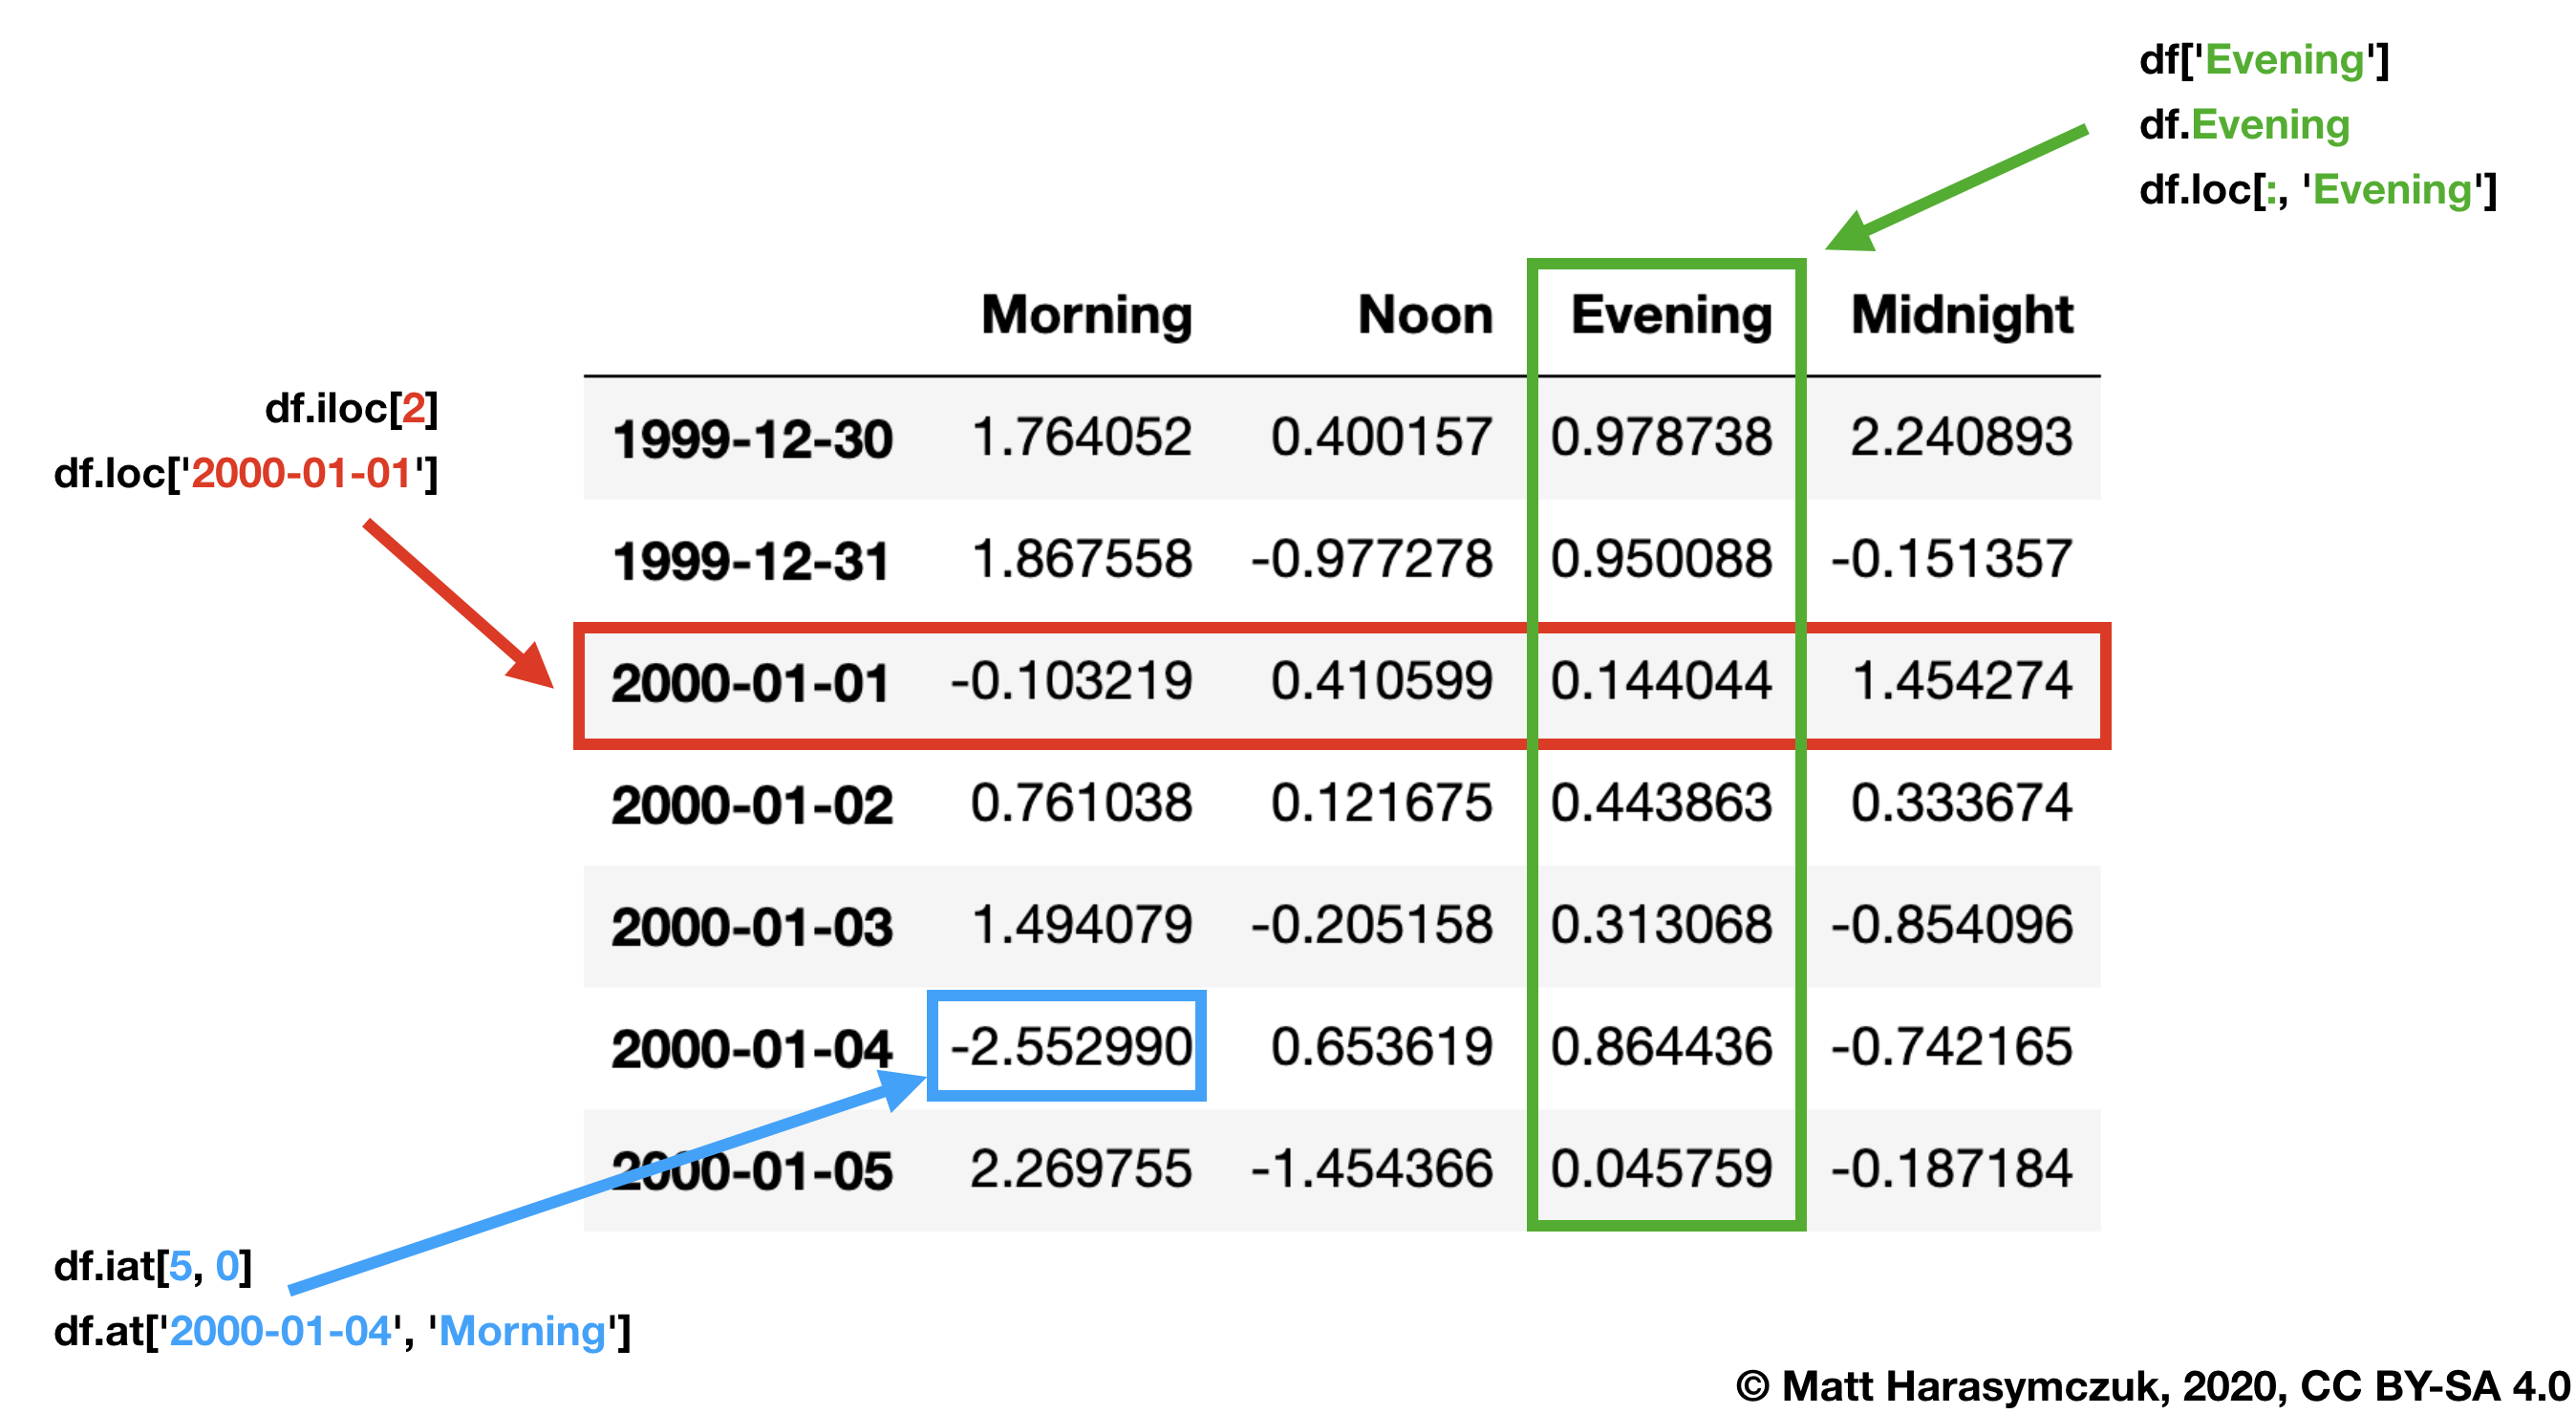 df['Evening']
df.Evening
df.loc[:, 'Evening']
df.iloc[2]
df.loc['2000-01-01']
Morning Noon Evening Midnight
1999-12-30 1.764052 0.400157 0.978738 2.240893
1999-12-31 1.867558 -0.977278 0.950088 -0.151357
2000-01-01 -0.103219 0.410599 0.144044 1.454274
2000-01-02 0.761038 0.121675 0.443863 0.333674
2000-01-03 1.494079 -0.205158 0.313068 -0.854096
2000-01-04 -2.552990 0.653619 0.864436 -0.742165
2000-01-05 2.269755 -1.454366 0.045759 -0.187184
df.iat[5, 0]
df.at['2000-01-04', 'Morning']
© Matt Harasymczuk, 2020, CC BY-SA 4.0